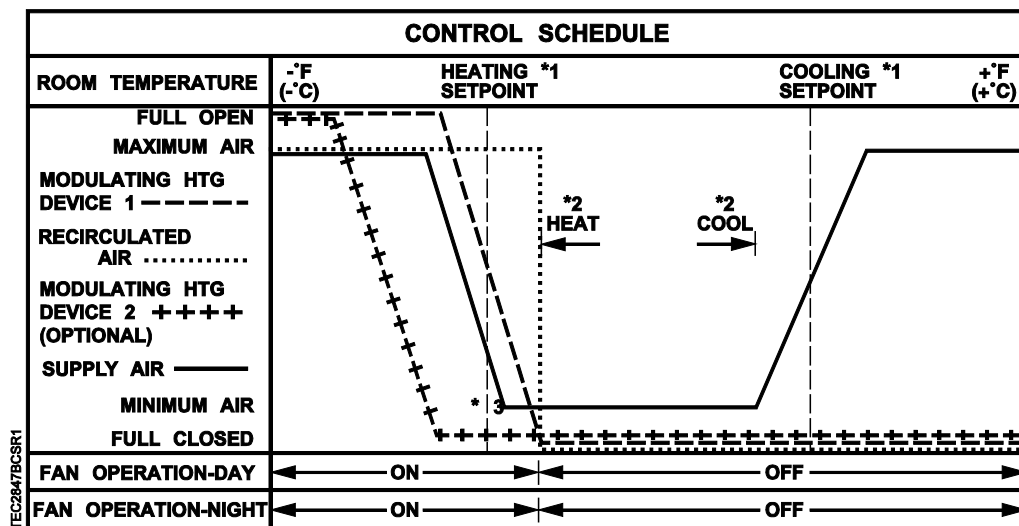 CONTROL SCHEDULE
ROOM TEMPERATURE
-°F
(-°C)
HEATING *1
SETPOINT
COOLING *1
SETPOINT
+°F
(+°C)
FULL OPEN
MAXIMUM AIR
MODULATING HTG
DEVICE 1
RECIRCULATED
AIR
MODULATING HTG
DEVICE 2
(OPTIONAL)
SUPPLY AIR
MINIMUM AIR
FULL CLOSED
*2
HEAT
*2
COOL
* 3
FAN OPERATION-DAY ON OFF
FAN OPERATION-NIGHT ON OFF
TEC2847BCSR1